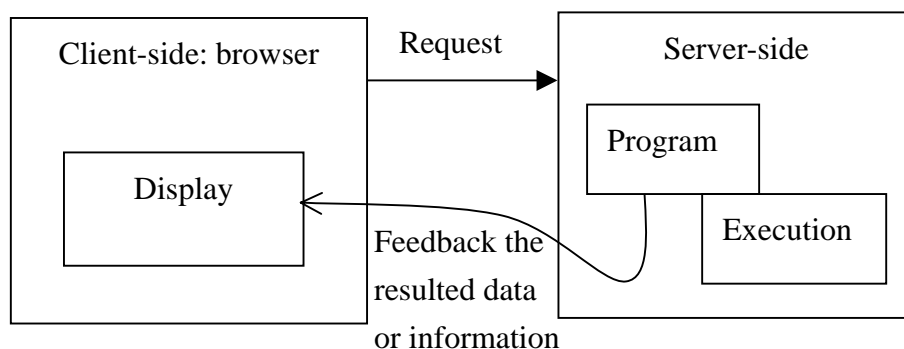 Client-side: browser
Request
Server-side
Program
Display
Execution
Feedback the
resulted data
or information